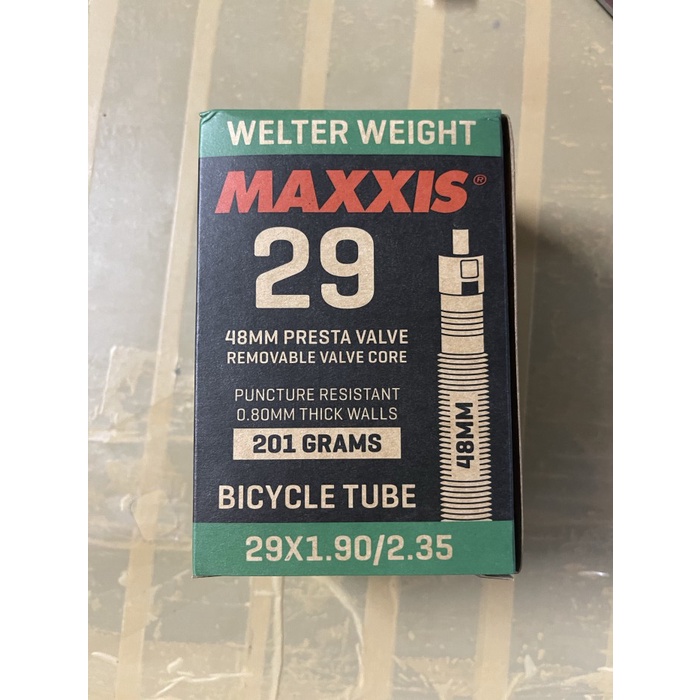 WELTER WEIGHT
MAXXIS®
29
48MM PRESTA VALVE
REMOVABLE VALVE CORE
PUNCTURE RESISTANT
0.80MM THICK WALLS
201 GRAMS
48MM
BICYCLE TUBE
29X1.90/2.35